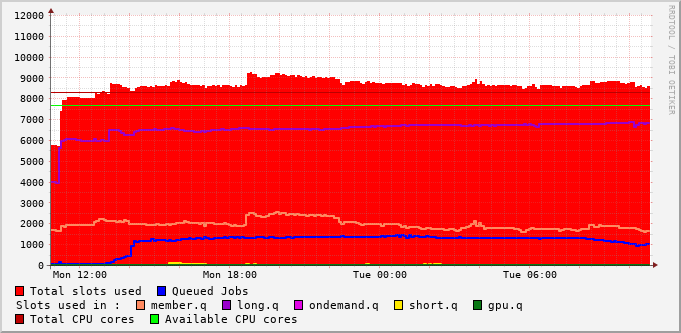 12000
11000
10000
9000
8000
7000
6000
5000
4000
3000
2000
1000
0
Mon 12:00 Mon 18:00 Tue 00:00 Tue 06:00
RRDTOOL / TOBI OETIKER
Total slots used Queued Jobs
Slots used in : member.q long.q ondemand.q short.q gpu.q
Total CPU cores Available CPU cores